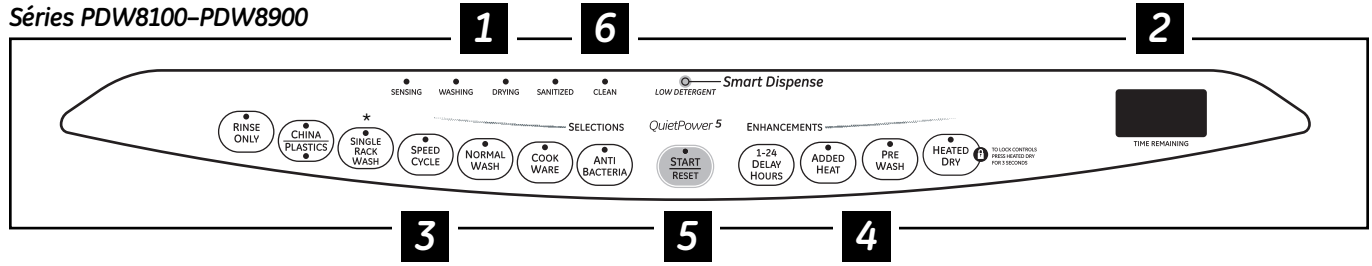 Séries PDW8100–PDW8900
1
6
2
SENSING
WASHING
DRYING
SANITIZED
CLEAN
LOW DETERGENT
Smart Dispense
RINSE
ONLY
CHINA
PLASTICS
*
SINGLE
RACK
WASH
SPEED
CYCLE
NORMAL
WASH
COOK
WARE
ANTI
BACTERIA
SELECTIONS
QuietPower 5
START
RESET
ENHANCEMENTS
1-24
DELAY
HOURS
ADDED
HEAT
PRE
WASH
HEATED
DRY
TO LOCK CONTROLS
PRESS HEATED DRY
FOR 3 SECONDS
TIME REMAINING
3
5
4